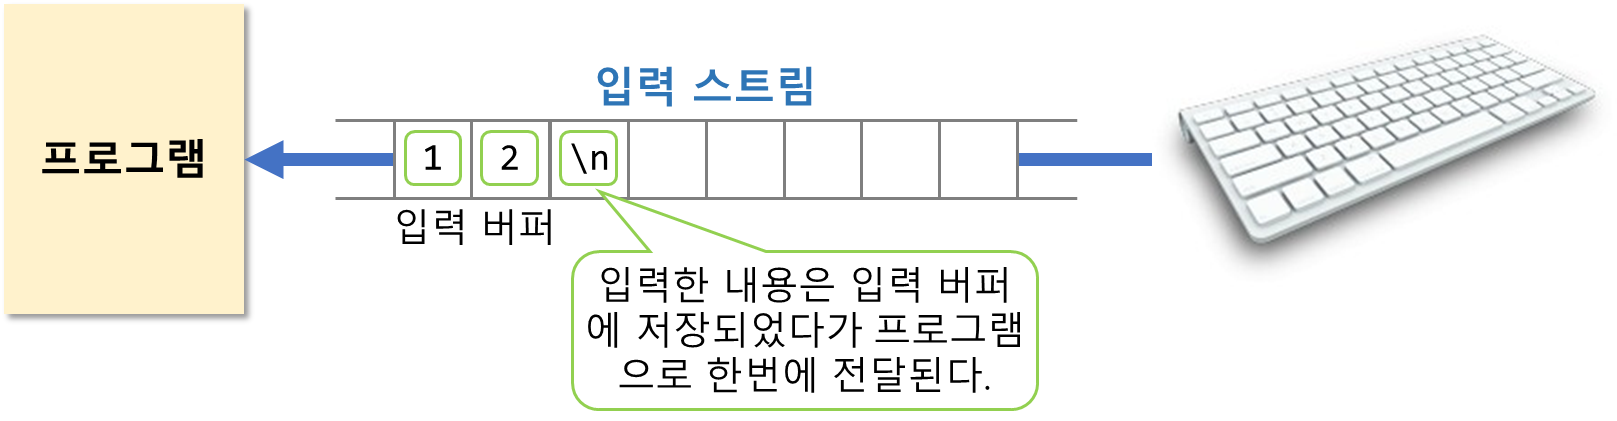 입력 스트림
프로그램
1 2 \n
입력 버퍼
입력한 내용은 입력 버퍼
에 저장되었다가 프로그램
으로 한번에 전달된다.